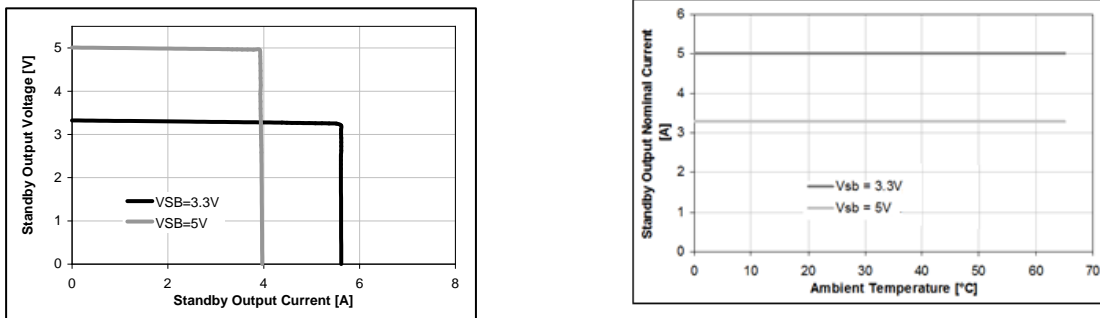 Standby Output Voltage [V]
5
4
3
2
1
0
VSB=3.3V
VSB=5V
0
2
4
6
8
Standby Output Current [A]
Standby Output Nominal Current
[A]
6
5
4
3
2
1
0
Vsb = 3.3V
Vsb = 5V
0
10
20
30
40
50
60
70
Ambient Temperature [°C]